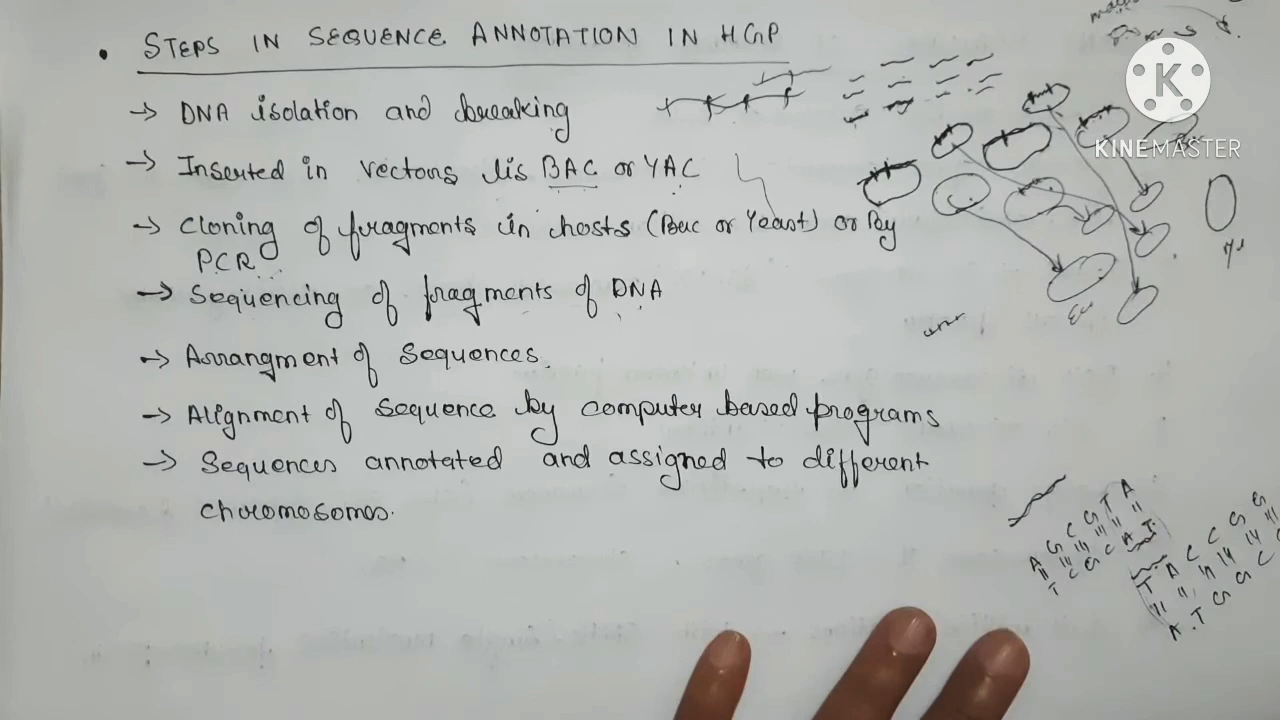 • STEPS IN SEQUENCE ANNOTATION IN HGP
→ DNA isolation and breaking
→ Inserted in vectors lis BAC or YAC
→ Cloning of fragments in hosts (Bac or Yeast) or By
PCR
→ Sequencing of fragments of DNA
→ Arrangment of Sequences.
→ Alignment of Sequence by computer based programs
→ Sequences annotated and assigned to different
chromosomes.
K
KINEMASTER
A G C G T A
T C G C A T
T A C C G G
A T G G C